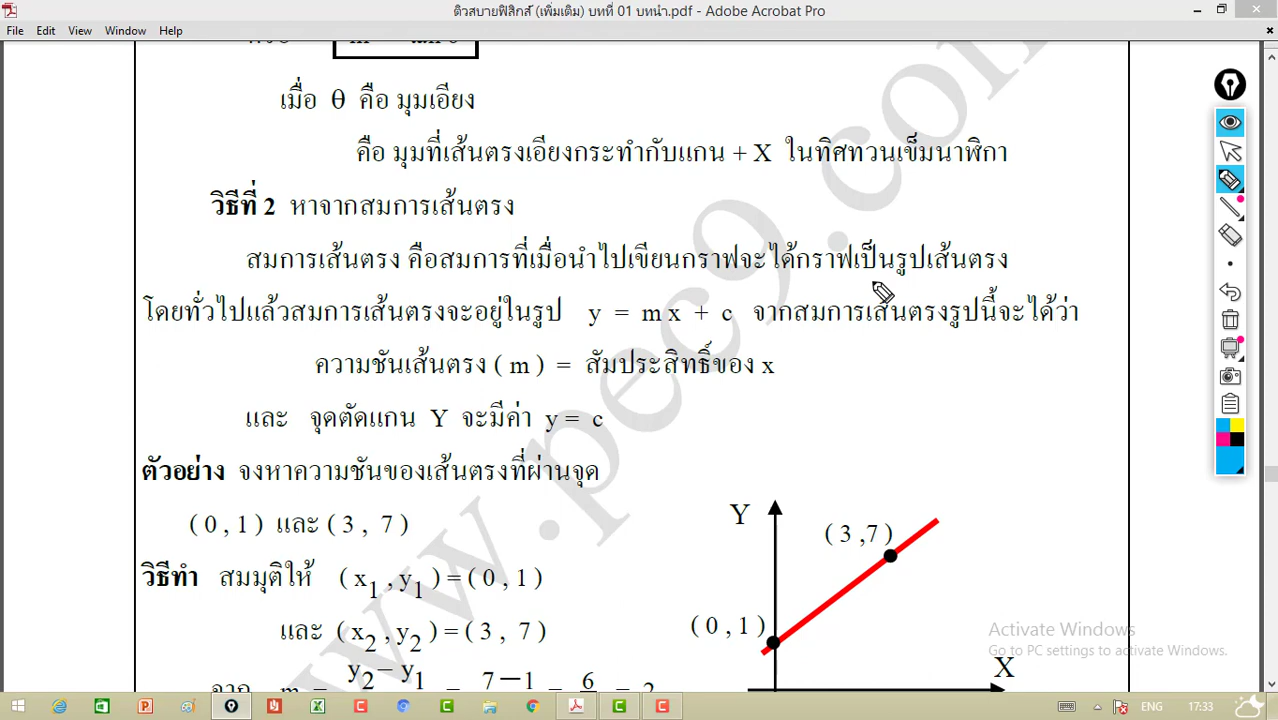 ติวสบายฟิสิกส์ (เพิ่มเติม) บทที่ 01 บทนำ.pdf - Adobe Acrobat Pro
File Edit View Window Help
เมื่อ θ คือ มุมเอียง
คือ มุมที่เส้นตรงเอียงกระทำกับแกน + X ในทิศทวนเข็มนาฬิกา
วิธีที่ 2 หาจากสมการเส้นตรง
สมการเส้นตรง คือสมการที่เมื่อนำไปเขียนกราฟจะได้กราฟเป็นรูปเส้นตรง
โดยทั่วไปแล้วสมการเส้นตรงจะอยู่ในรูป y = m x + c จากสมการเส้นตรงรูปนี้จะได้ว่า
ความชันเส้นตรง ( m ) = สัมประสิทธิ์ของ x
และ จุดตัดแกน Y จะมีค่า y = c
ตัวอย่าง จงหาความชันของเส้นตรงที่ผ่านจุด
( 0 , 1 ) และ ( 3 , 7 )
วิธีทำ สมมุติให้ ( x1 , y1 ) = ( 0 , 1 )
และ ( x2 , y2 ) = ( 3 , 7 )
y2 – y1 7 – 1 6
จาก m = = = 2
Y
( 3 ,7 )
( 0 , 1 )
X
www.pec9.com
Activate Windows
Go to PC settings to activate Windows.
ENG 17:33